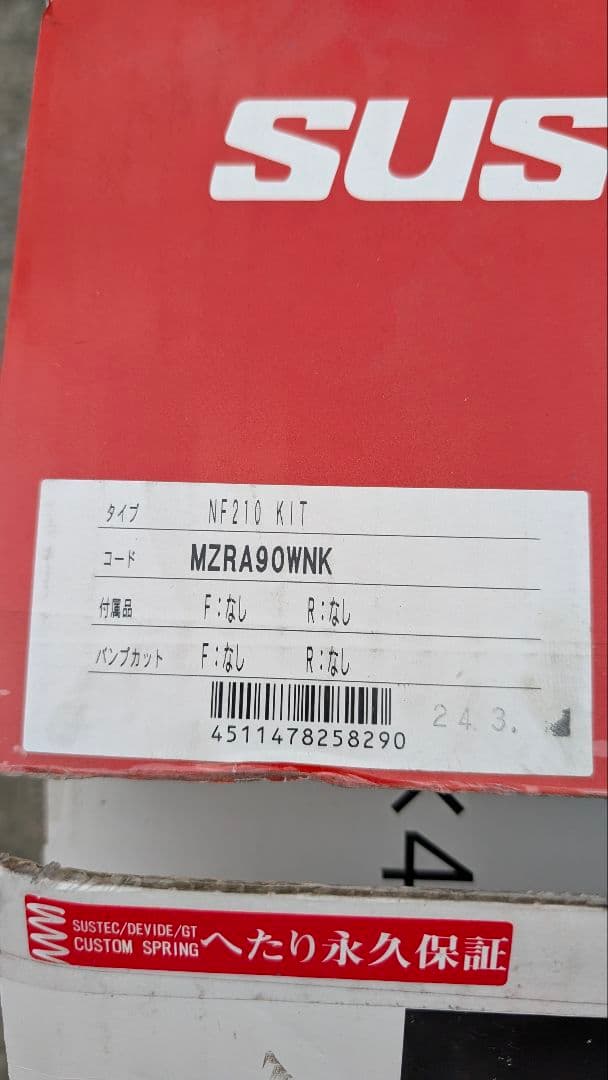 SUS
タイプ NF210 KIT
コード MZRA90WNK
付属品 F:なし R:なし
バンプカット F:なし R:なし
4511478258290
24.3.
K4
SUSTEC/DEVIDE/GT
CUSTOM SPRING
へたり永久保証